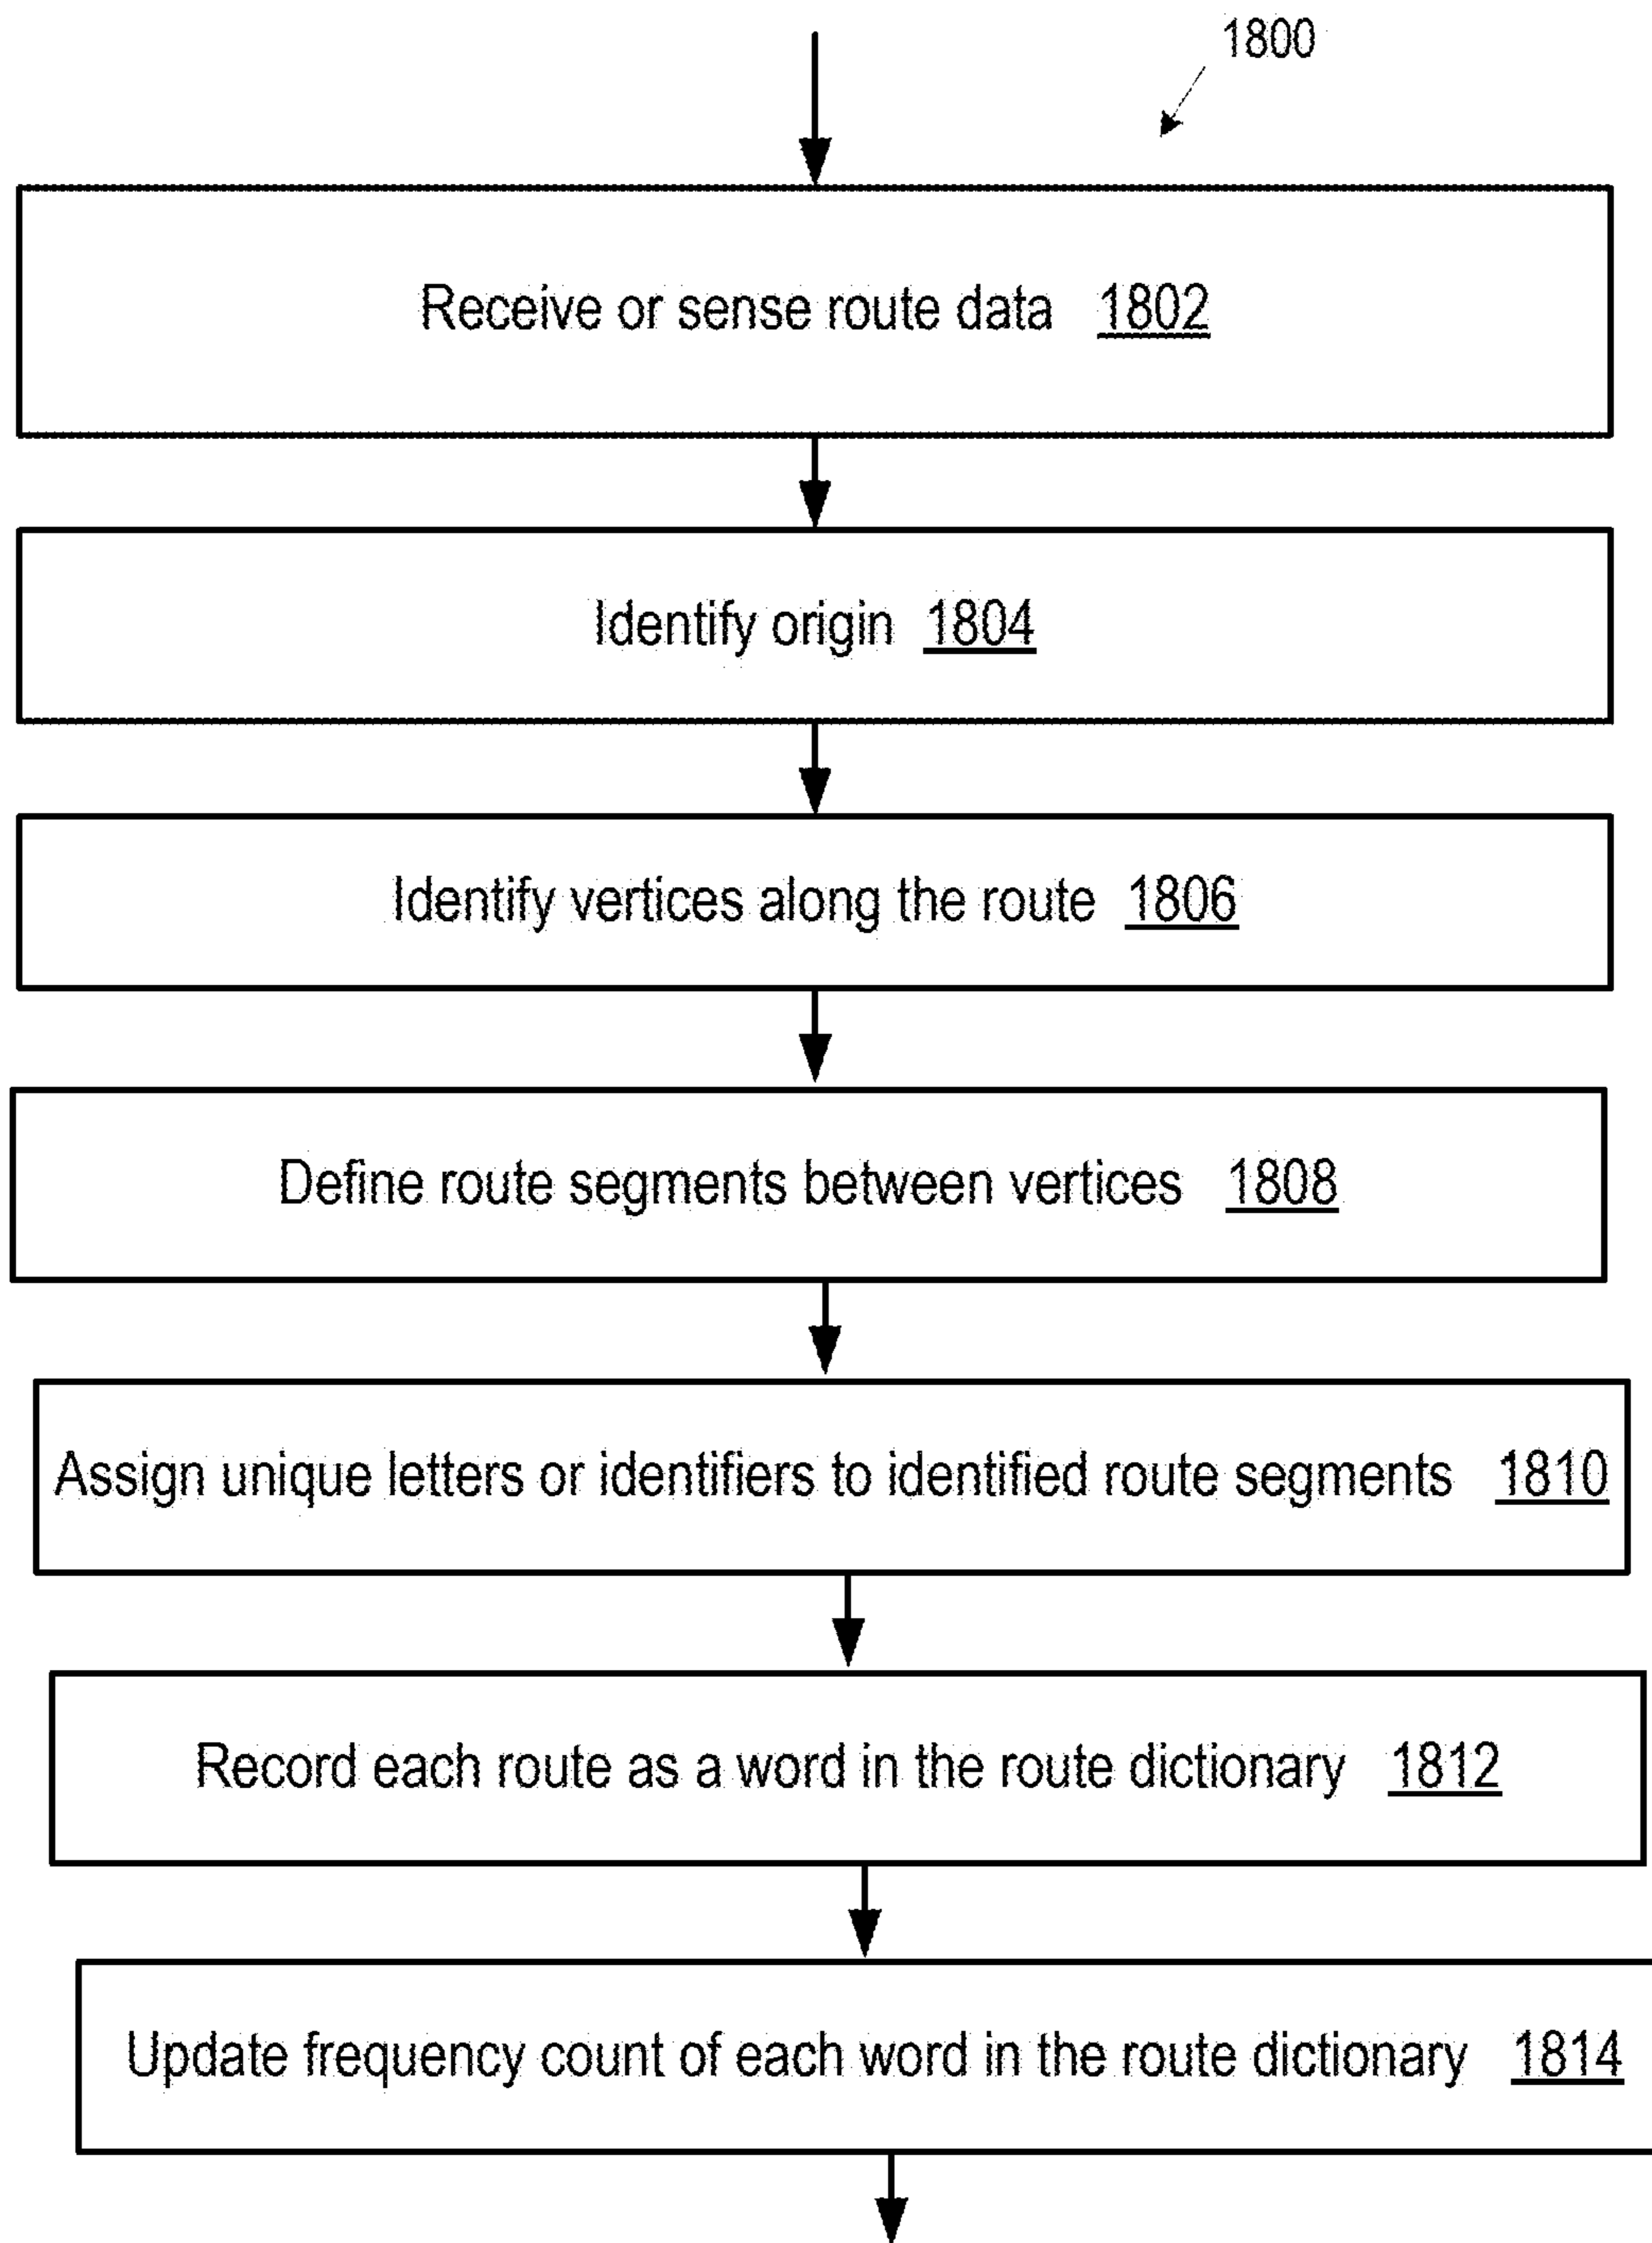 1800
Receive or sense route data 1802
Identify origin 1804
Identify vertices along the route 1806
Define route segments between vertices 1808
Assign unique letters or identifiers to identified route segments 1810
Record each route as a word in the route dictionary 1812
Update frequency count of each word in the route dictionary 1814